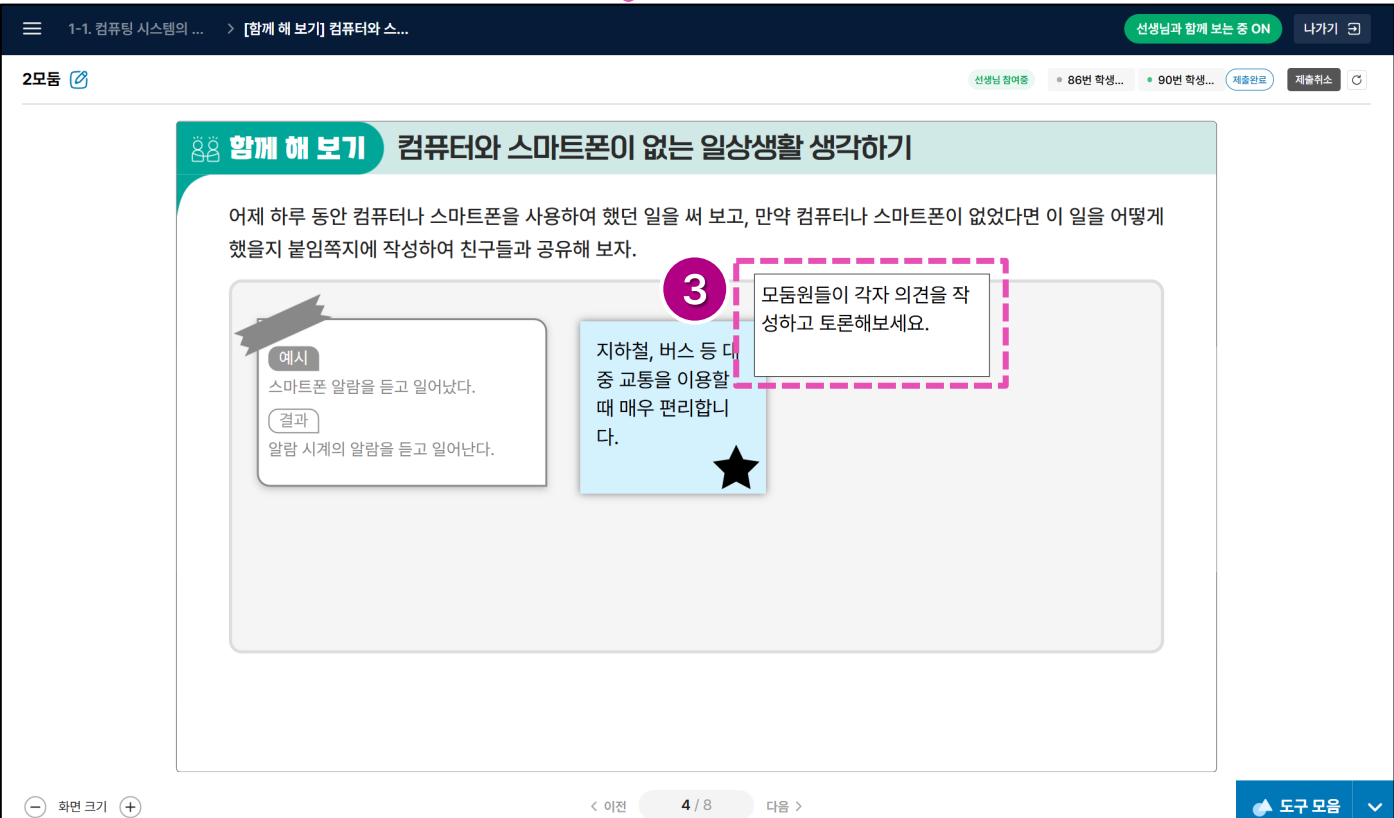 1-1. 컴퓨팅 시스템의 ... > [함께 해 보기] 컴퓨터와 스...
선생님과 함께 보는 중 ON
나가기
2모둠
선생님 참여중
86번 학생...
90번 학생...
제출완료
제출취소
함께 해 보기
컴퓨터와 스마트폰이 없는 일상생활 생각하기
어제 하루 동안 컴퓨터나 스마트폰을 사용하여 했던 일을 써 보고, 만약 컴퓨터나 스마트폰이 없었다면 이 일을 어떻게
했을지 붙임쪽지에 작성하여 친구들과 공유해 보자.
예시
스마트폰 알람을 듣고 일어났다.
결과
알람 시계의 알람을 듣고 일어난다.
지하철, 버스 등 대
중 교통을 이용할
때 매우 편리합니
다.
3
모둠원들이 각자 의견을 작
성하고 토론해보세요.
화면 크기
< 이전
4 / 8
다음 >
도구 모음